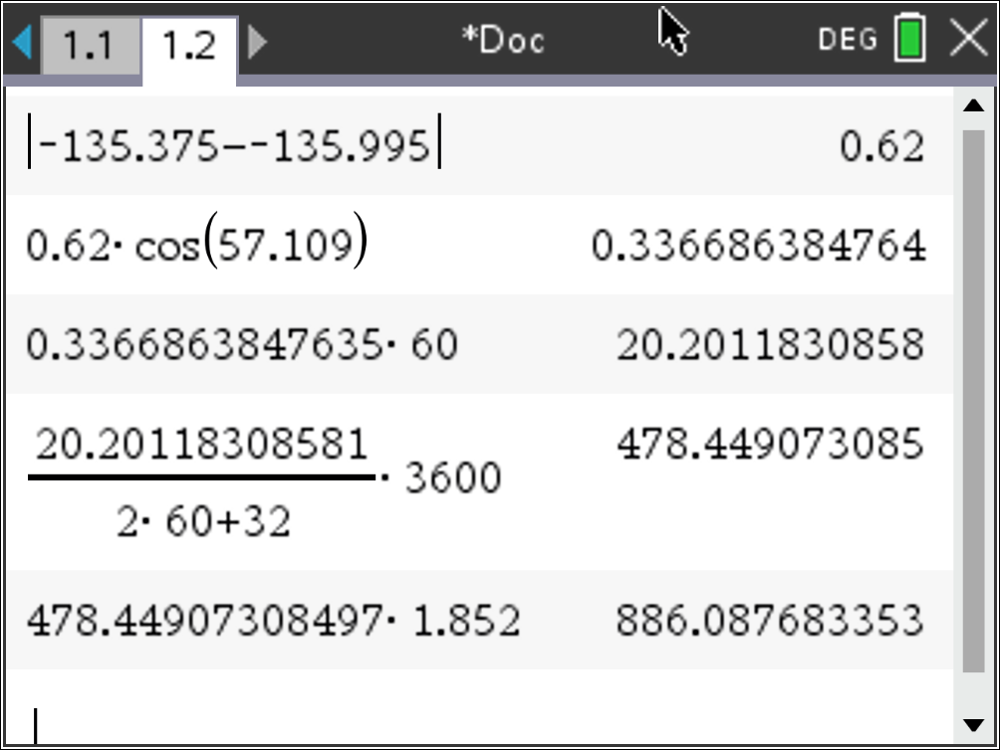 1.1 1.2 *Doc DEG
|-135.375−-135.995| 0.62
0.62· cos(57.109) 0.336686384764
0.3366863847635· 60 20.2011830858
20.20118308581
· 3600 478.449073085
2· 60+32
478.44907308497· 1.852 886.087683353